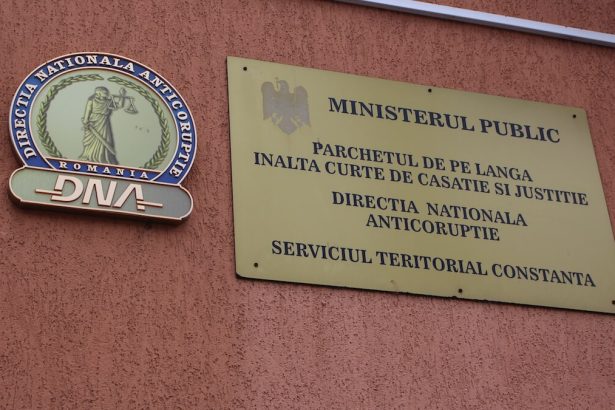 DIRECTIA NATIONALA ANTICORUPTIE
ROMANIA
DNA
MINISTERUL PUBLIC
PARCHETUL DE PE LANGA
INALTA CURTE DE CASATIE SI JUSTITIE
DIRECTIA NATIONALA
ANTICORUPTIE
SERVICIUL TERITORIAL CONSTANTA